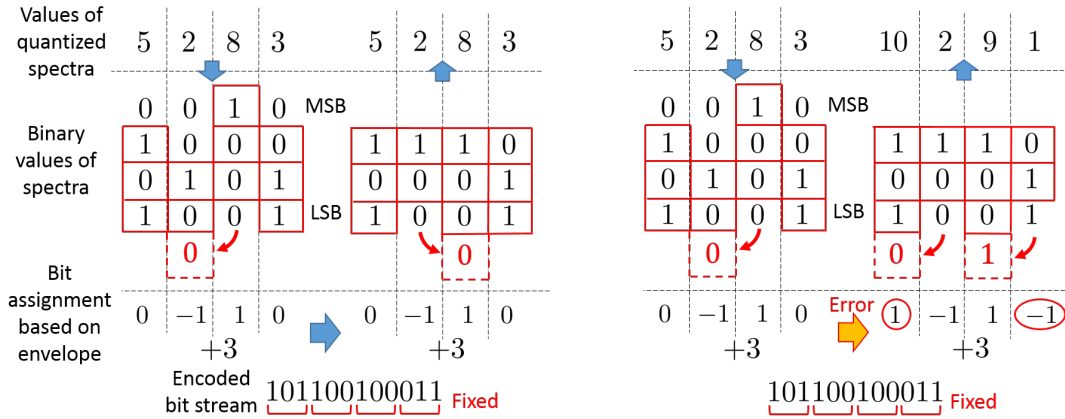 Values of quantized spectra
5 2 8 3
5 2 8 3
5 2 8 3
10 2 9 1
Binary values of spectra
0 0 1 0 MSB
1 0 0 0
0 1 0 1
1 0 0 1 LSB
0
1 1 1 0
0 0 0 1
1 0 0 1
0
0 0 1 0 MSB
1 0 0 0
0 1 0 1
1 0 0 1 LSB
0
1 1 1 0
0 0 0 1
1 0 0 1
0 1
Bit assignment based on envelope
0 −1 1 0
+3
0 −1 1 0
+3
0 −1 1 0
+3
Error
1 −1 1 −1
+3
Encoded bit stream
101100100011 Fixed
101100100011 Fixed